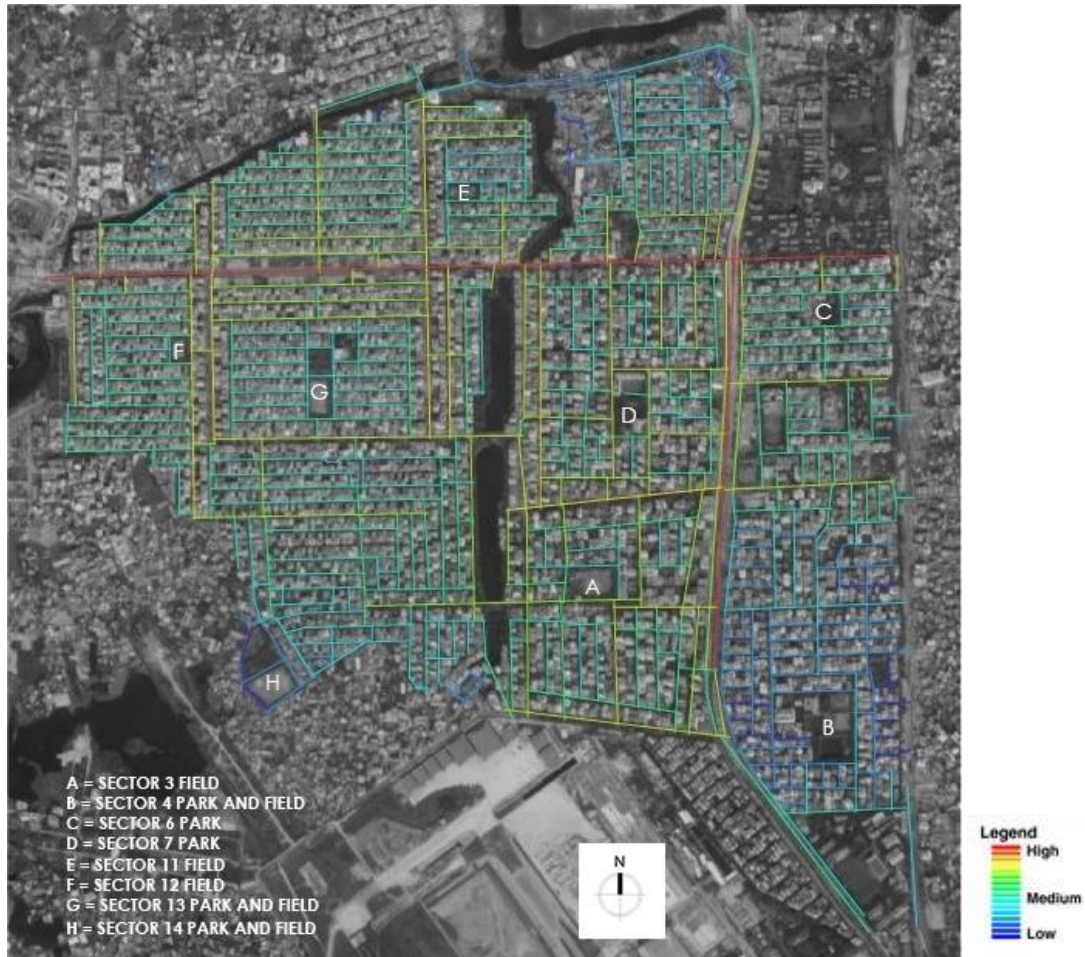 E
C
F
G
D
A
H
B
A = SECTOR 3 FIELD
B = SECTOR 4 PARK AND FIELD
C = SECTOR 6 PARK
D = SECTOR 7 PARK
E = SECTOR 11 FIELD
F = SECTOR 12 FIELD
G = SECTOR 13 PARK AND FIELD
H = SECTOR 14 PARK AND FIELD
N
Legend
High
Medium
Low